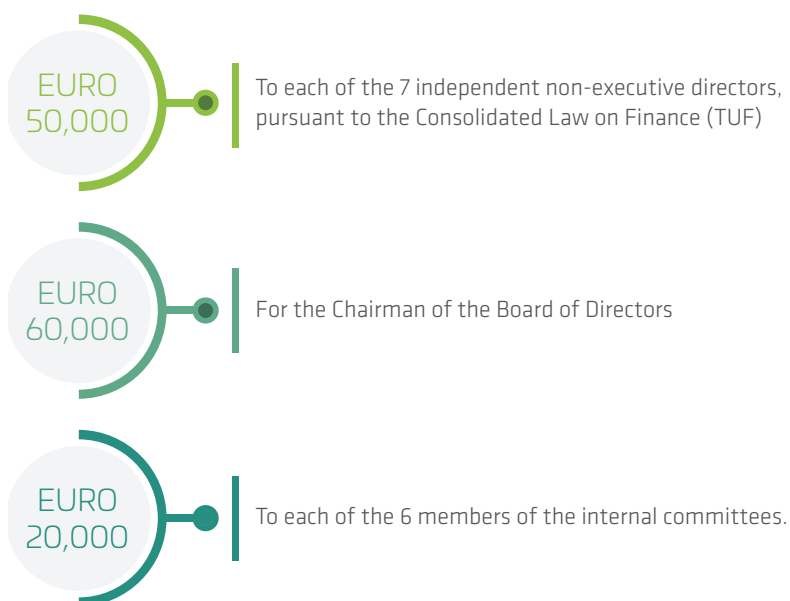 EURO
50,000
To each of the 7 independent non-executive directors,
pursuant to the Consolidated Law on Finance (TUF)
EURO
60,000
For the Chairman of the Board of Directors
EURO
20,000
To each of the 6 members of the internal committees.